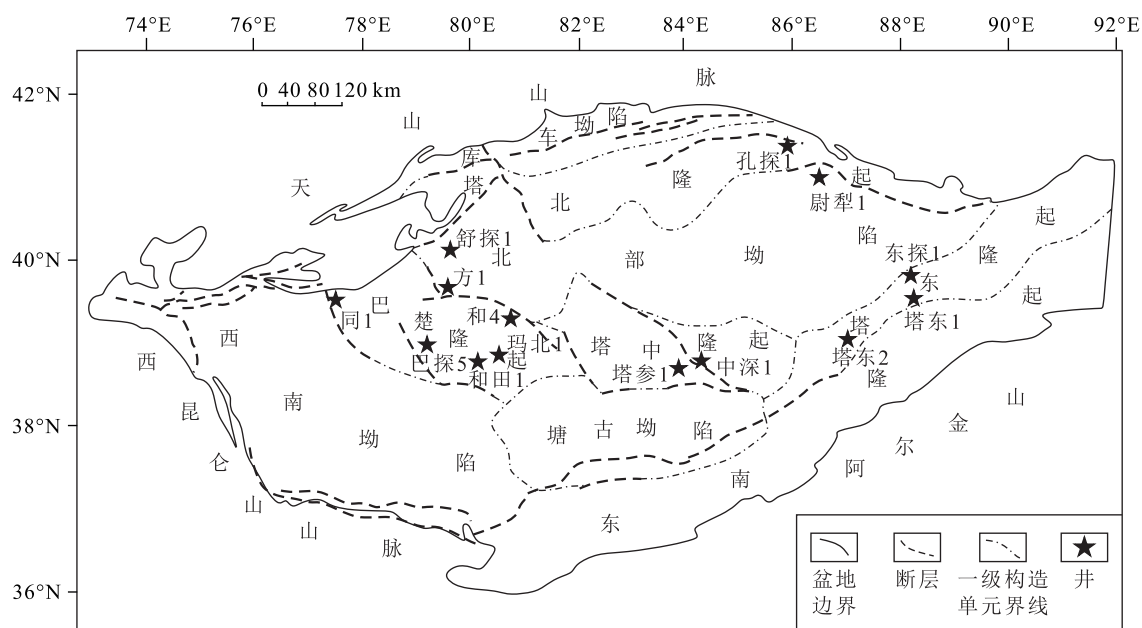 74°E 76°E 78°E 80°E 82°E 84°E 86°E 88°E 90°E 92°E
42°N
40°N
38°N
36°N
0 40 80 120 km
天 山 山 脉
库 车 坳 陷
塔 北 隆 起
孔探1
尉犁1
舒探1
北 部 坳 陷
东探1
方1
塔东1
塔 东 隆 起
同1
巴 楚 隆 起
和4
玛北1
巴探5
和田1
塔 中 隆 起
塔参1
中深1
塔东2
西 南 坳 陷
塘 古 坳 陷
东 南 隆 起
西 昆 仑 山 山 脉
阿 尔 金 山
盆地
边界
断层
一级构造
单元界线
井